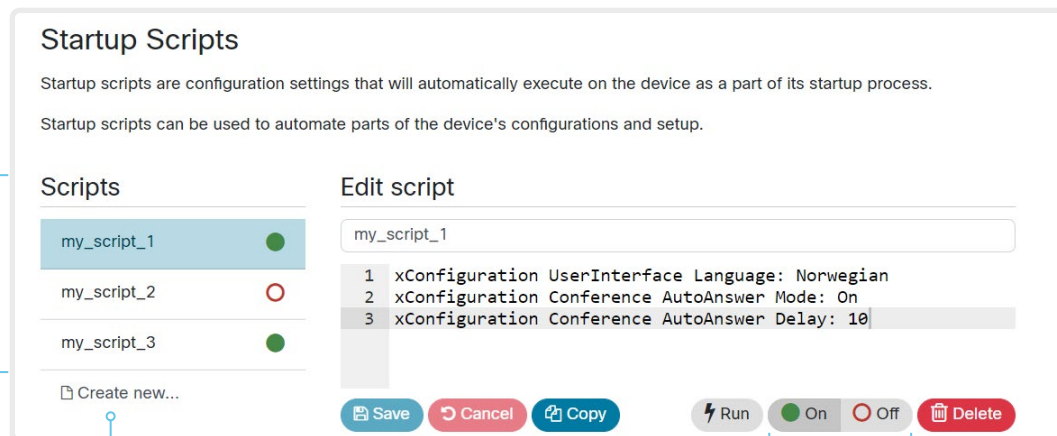 Startup Scripts
Startup scripts are configuration settings that will automatically execute on the device as a part of its startup process.
Startup scripts can be used to automate parts of the device's configurations and setup.
Scripts
my_script_1
my_script_2
my_script_3
Create new...
Edit script
my_script_1
1 xConfiguration UserInterface Language: Norwegian
2 xConfiguration Conference AutoAnswer Mode: On
3 xConfiguration Conference AutoAnswer Delay: 10
Save Cancel Copy Run On Off Delete